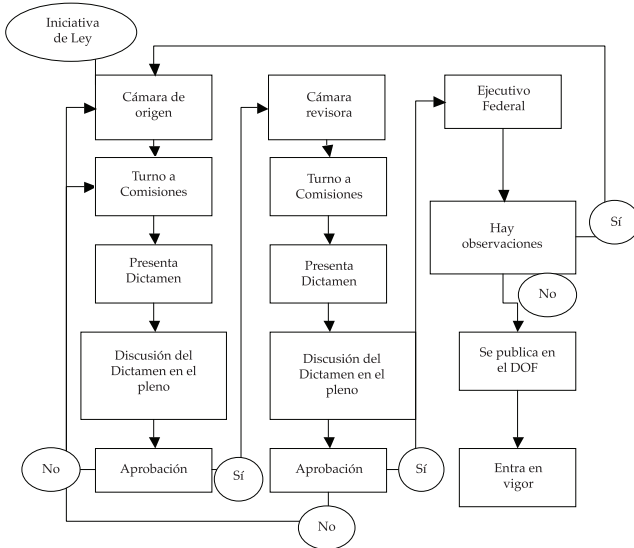 Iniciativa
de Ley
Cámara de
origen
Turno a
Comisiones
Presenta
Dictamen
Discusión del
Dictamen en el
pleno
Aprobación
No
Sí
Cámara
revisora
Turno a
Comisiones
Presenta
Dictamen
Discusión del
Dictamen en el
pleno
Aprobación
Sí
No
Ejecutivo
Federal
Hay
observaciones
Sí
No
Se publica en
el DOF
Entra en
vigor